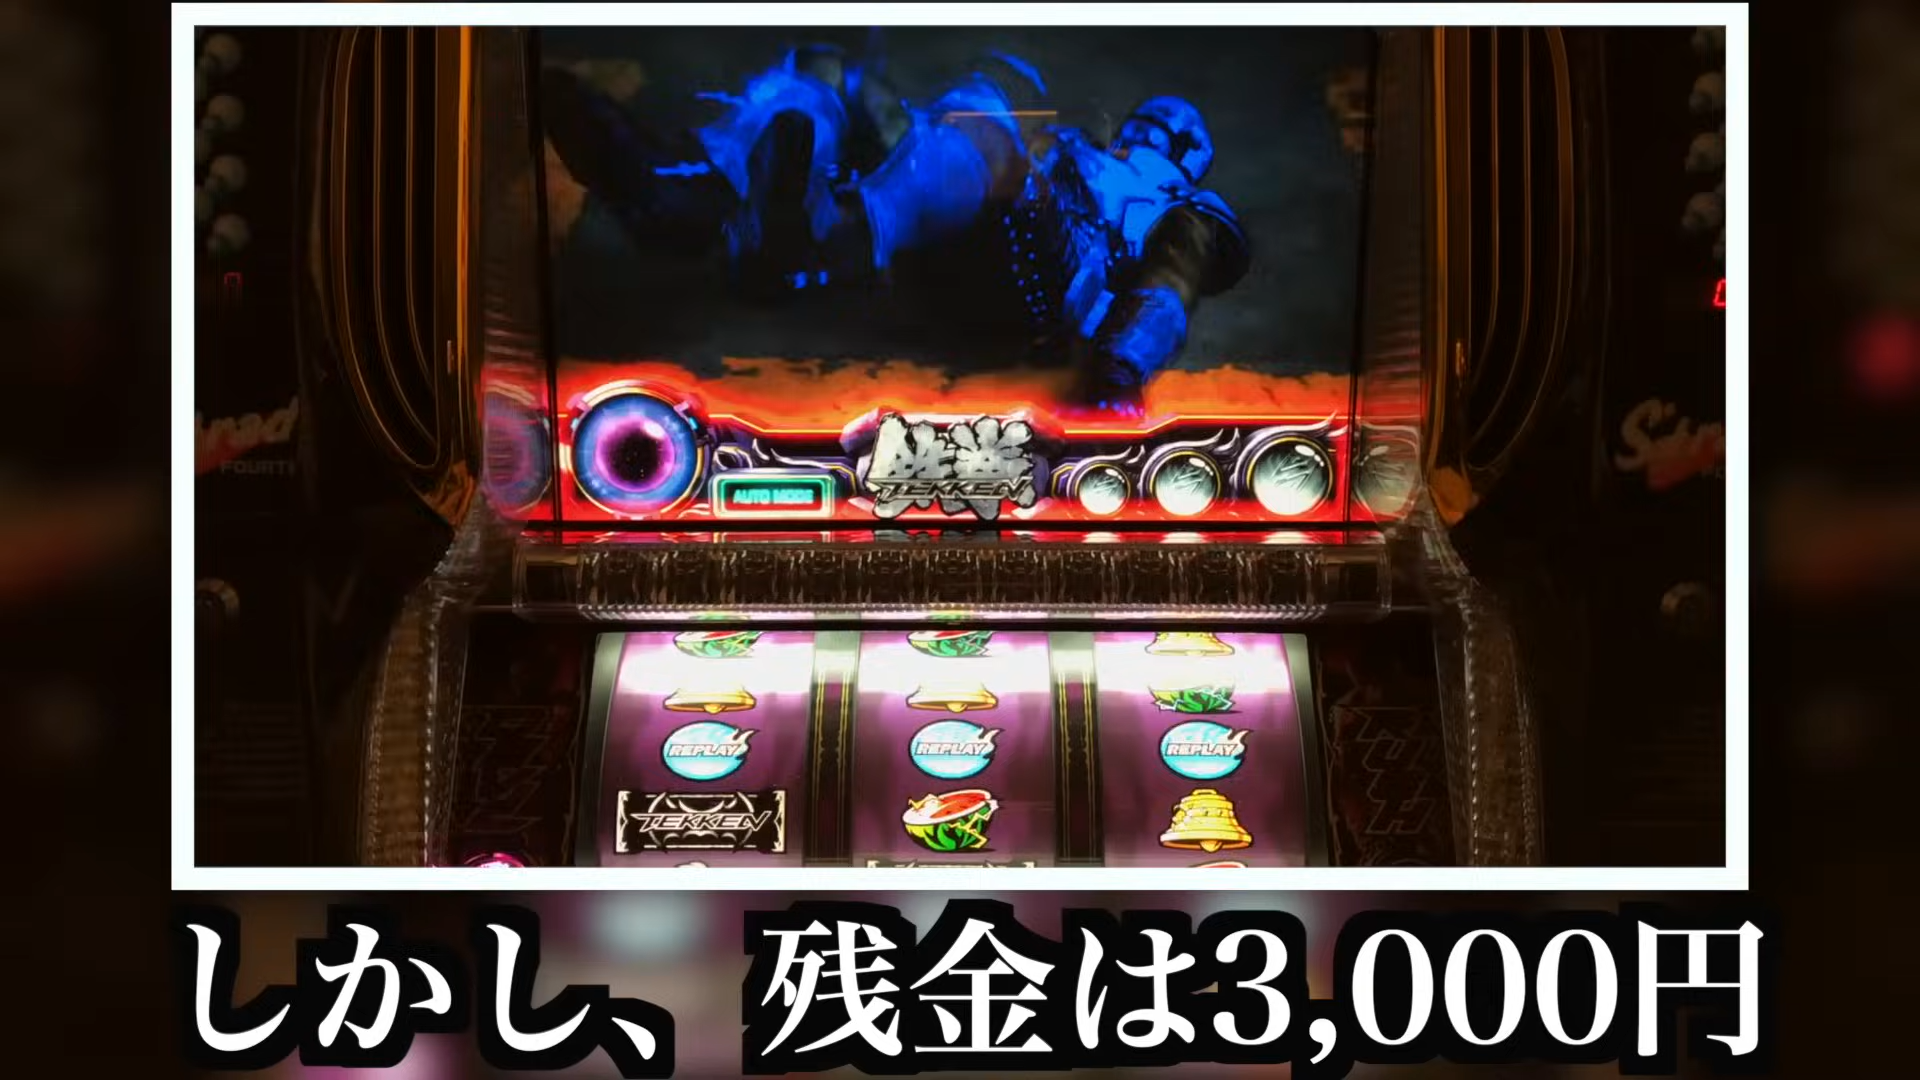 FOURTH
AUTO MODE
鉄拳
TEKKEN
REPLAY
REPLAY
REPLAY
TEKKEN
しかし、残金は3,000円